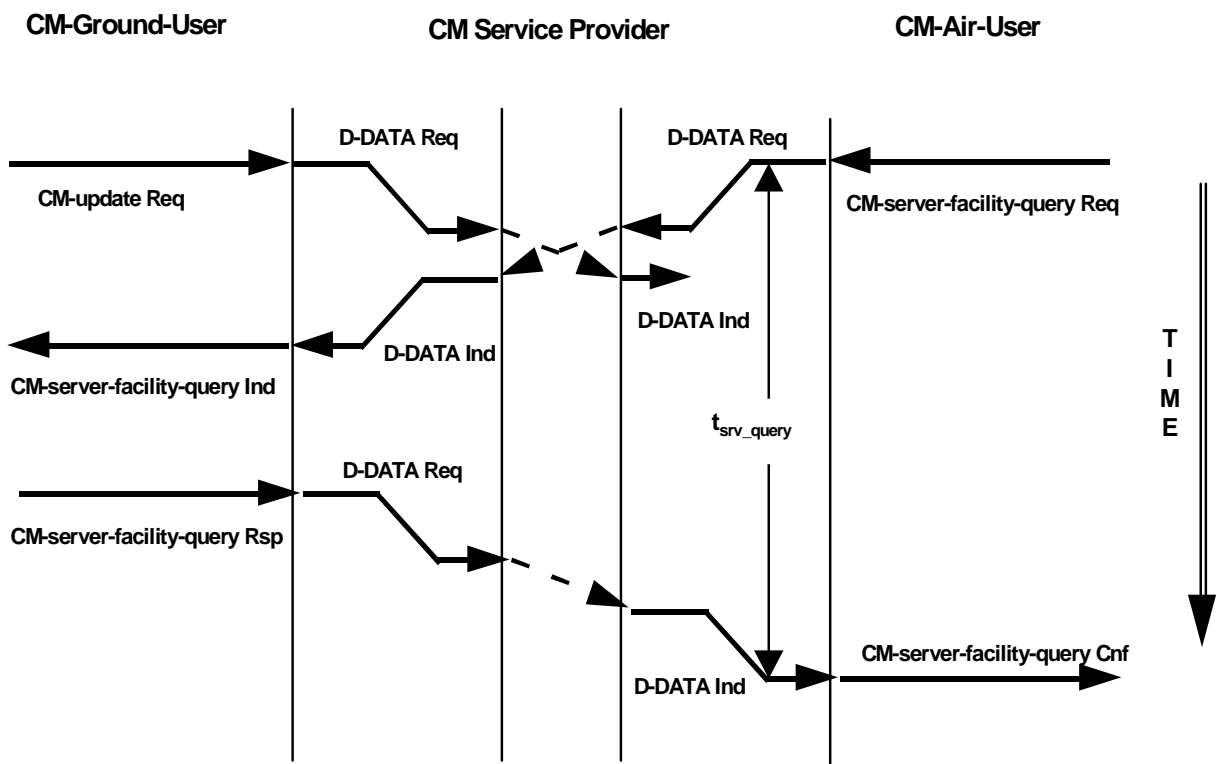 CM-Ground-User
CM Service Provider
CM-Air-User
D-DATA Req
D-DATA Req
CM-update Req
CM-server-facility-query Req
D-DATA Ind
D-DATA Ind
CM-server-facility-query Ind
T
I
M
E
tsrv_query
D-DATA Req
CM-server-facility-query Rsp
CM-server-facility-query Cnf
D-DATA Ind